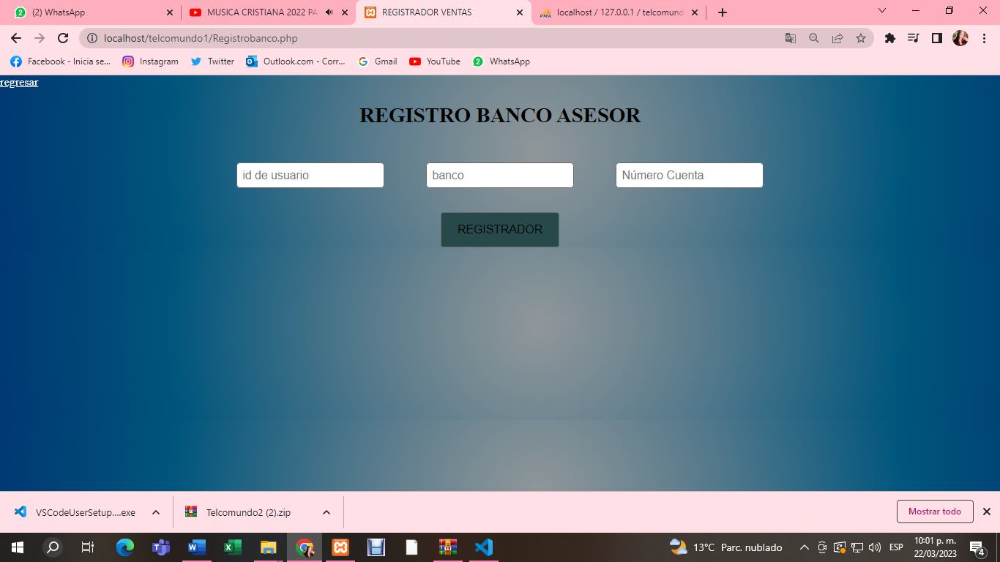 (2) WhatsApp
MUSICA CRISTIANA 2022 PA
REGISTRADOR VENTAS
localhost / 127.0.0.1 / telcomund
localhost/telcomundo1/Registrobanco.php
Facebook - Inicia se...
Instagram
Twitter
Outlook.com - Corr...
Gmail
YouTube
2
WhatsApp
regresar
REGISTRO BANCO ASESOR
id de usuario
banco
Número Cuenta
REGISTRADOR
VSCodeUserSetup....exe
Telcomundo2 (2).zip
Mostrar todo
13°C Parc. nublado
ESP
10:01 p. m.
22/03/2023
4